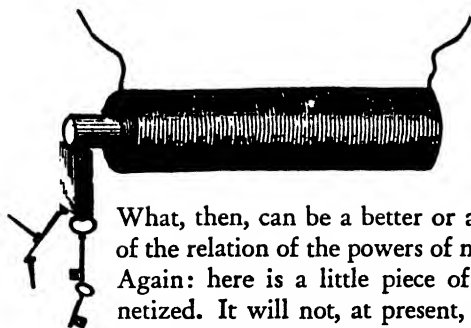 What, then, can be a better or a
of the relation of the powers of
Again: here is a little piece of
netized. It will not, at present,